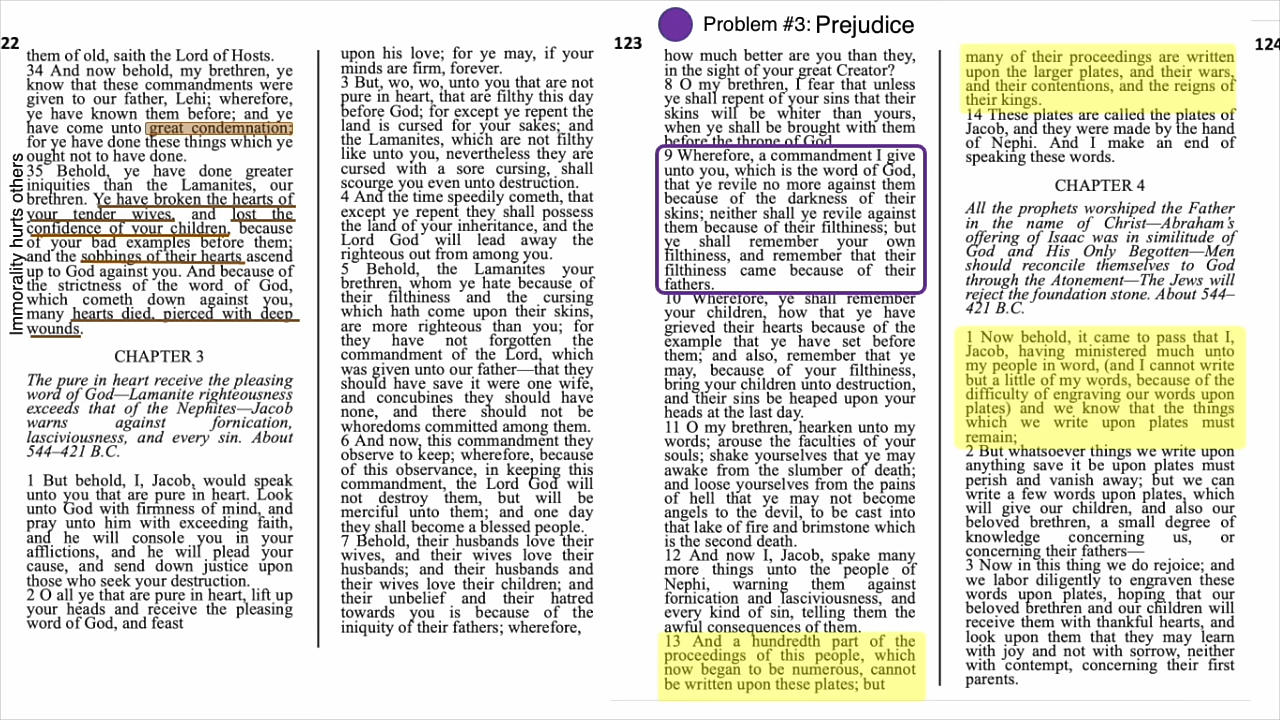 Problem #3: Prejudice
22
Immorality hurts others
them of old, saith the Lord of Hosts.
34 And now behold, my brethren, ye
know that these commandments were
given to our father, Lehi; wherefore,
ye have known them before; and ye
have come unto great condemnation;
for ye have done these things which ye
ought not to have done.
35 Behold, ye have done greater
iniquities than the Lamanites, our
brethren. Ye have broken the hearts of
your tender wives, and lost the
confidence of your children, because
of your bad examples before them;
and the sobbings of their hearts ascend
up to God against you. And because of
the strictness of the word of God,
which cometh down against you,
many hearts died, pierced with deep
wounds.
CHAPTER 3
The pure in heart receive the pleasing
word of God—Lamanite righteousness
exceeds that of the Nephites—Jacob
warns against fornication,
lasciviousness, and every sin. About
544–421 B.C.
1 But behold, I, Jacob, would speak
unto you that are pure in heart. Look
unto God with firmness of mind, and
pray unto him with exceeding faith,
and he will console you in your
afflictions, and he will plead your
cause, and send down justice upon
those who seek your destruction.
2 O all ye that are pure in heart, lift up
your heads and receive the pleasing
word of God, and feast
upon his love; for ye may, if your
minds are firm, forever.
3 But, wo, wo, unto you that are not
pure in heart, that are filthy this day
before God; for except ye repent the
land is cursed for your sakes; and
the Lamanites, which are not filthy
like unto you, nevertheless they are
cursed with a sore cursing, shall
scourge you even unto destruction.
4 And the time speedily cometh, that
except ye repent they shall possess
the land of your inheritance, and the
Lord God will lead away the
righteous out from among you.
5 Behold, the Lamanites your
brethren, whom ye hate because of
their filthiness and the cursing
which hath come upon their skins,
are more righteous than you; for
they have not forgotten the
commandment of the Lord, which
was given unto our father—that they
should have save it were one wife,
and concubines they should have
none, and there should not be
whoredoms committed among them.
6 And now, this commandment they
observe to keep; wherefore, because
of this observance, in keeping this
commandment, the Lord God will
not destroy them, but will be
merciful unto them; and one day
they shall become a blessed people.
7 Behold, their husbands love their
wives, and their wives love their
husbands; and their husbands and
their wives love their children; and
their unbelief and their hatred
towards you is because of the
iniquity of their fathers; wherefore,
123
how much better are you than they,
in the sight of your great Creator?
8 O my brethren, I fear that unless
ye shall repent of your sins that their
skins will be whiter than yours,
when ye shall be brought with them
before the throne of God.
9 Wherefore, a commandment I give
unto you, which is the word of God,
that ye revile no more against them
because of the darkness of their
skins; neither shall ye revile against
them because of their filthiness; but
ye shall remember your own
filthiness, and remember that their
filthiness came because of their
fathers.
10 Wherefore, ye shall remember
your children, how that ye have
grieved their hearts because of the
example that ye have set before
them; and also, remember that ye
may, because of your filthiness,
bring your children unto destruction,
and their sins be heaped upon your
heads at the last day.
11 O my brethren, hearken unto my
words; arouse the faculties of your
souls; shake yourselves that ye may
awake from the slumber of death;
and loose yourselves from the pains
of hell that ye may not become
angels to the devil, to be cast into
that lake of fire and brimstone which
is the second death.
12 And now I, Jacob, spake many
more things unto the people of
Nephi, warning them against
fornication and lasciviousness, and
every kind of sin, telling them the
awful consequences of them.
13 And a hundredth part of the
proceedings of this people, which
now began to be numerous, cannot
be written upon these plates; but
124
many of their proceedings are written
upon the larger plates, and their wars,
and their contentions, and the reigns of
their kings.
14 These plates are called the plates of
Jacob, and they were made by the hand
of Nephi. And I make an end of
speaking these words.
CHAPTER 4
All the prophets worshiped the Father
in the name of Christ—Abraham's
offering of Isaac was in similitude of
God and His Only Begotten—Men
should reconcile themselves to God
through the Atonement—The Jews will
reject the foundation stone. About 544–
421 B.C.
1 Now behold, it came to pass that I,
Jacob, having ministered much unto
my people in word, (and I cannot write
but a little of my words, because of the
difficulty of engraving our words upon
plates) and we know that the things
which we write upon plates must
remain;
2 But whatsoever things we write upon
anything save it be upon plates must
perish and vanish away; but we can
write a few words upon plates, which
will give our children, and also our
beloved brethren, a small degree of
knowledge concerning us, or
concerning their fathers—
3 Now in this thing we do rejoice; and
we labor diligently to engraven these
words upon plates, hoping that our
beloved brethren and our children will
receive them with thankful hearts, and
look upon them that they may learn
with joy and not with sorrow, neither
with contempt, concerning their first
parents.